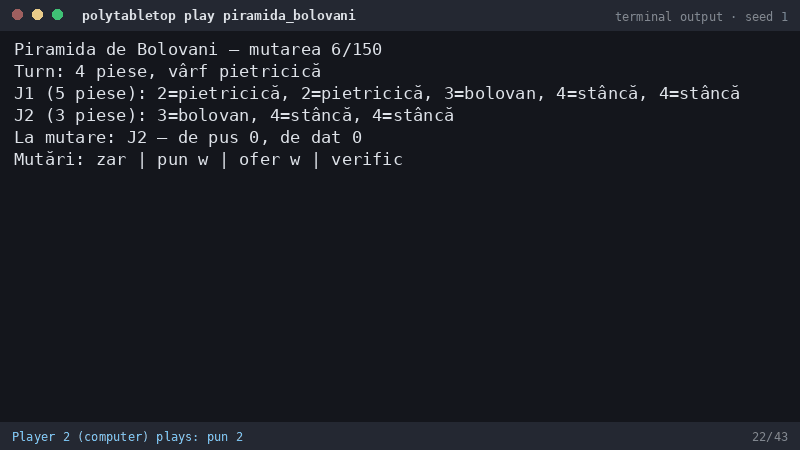 polytabletop play piramida_bolovani
terminal output · seed 1
Piramida de Bolovani — mutarea 6/150
Turn: 4 piese, vârf pietricică
J1 (5 piese): 2=pietricică, 2=pietricică, 3=bolovan, 4=stâncă, 4=stâncă
J2 (3 piese): 3=bolovan, 4=stâncă, 4=stâncă
La mutare: J2 — de pus 0, de dat 0
Mutări: zar | pun w | ofer w | verific
Player 2 (computer) plays: pun 2
22/43